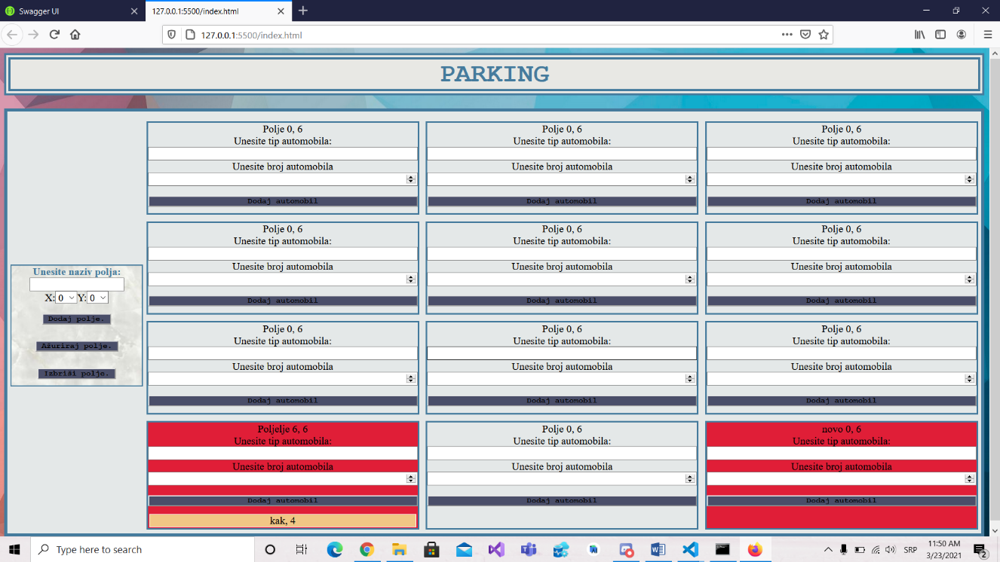 Swagger UI
127.0.0.1:5500/index.html
127.0.0.1:5500/index.html
PARKING
Unesite naziv polja:
X: 0 Y: 0
Dodaj polje.
Ažuriraj polje.
Izbriši polje.
Polje 0, 6
Unesite tip automobila:
Unesite broj automobila
Dodaj automobil
Polje 0, 6
Unesite tip automobila:
Unesite broj automobila
Dodaj automobil
Polje 0, 6
Unesite tip automobila:
Unesite broj automobila
Dodaj automobil
Polje 0, 6
Unesite tip automobila:
Unesite broj automobila
Dodaj automobil
Polje 0, 6
Unesite tip automobila:
Unesite broj automobila
Dodaj automobil
Polje 0, 6
Unesite tip automobila:
Unesite broj automobila
Dodaj automobil
Polje 0, 6
Unesite tip automobila:
Unesite broj automobila
Dodaj automobil
Polje 0, 6
Unesite tip automobila:
Unesite broj automobila
Dodaj automobil
Polje 0, 6
Unesite tip automobila:
Unesite broj automobila
Dodaj automobil
Poljelje 6, 6
Unesite tip automobila:
Unesite broj automobila
Dodaj automobil
kak, 4
Polje 0, 6
Unesite tip automobila:
Unesite broj automobila
Dodaj automobil
novo 0, 6
Unesite tip automobila:
Unesite broj automobila
Dodaj automobil
Type here to search
SRP
11:50 AM
3/23/2021
2